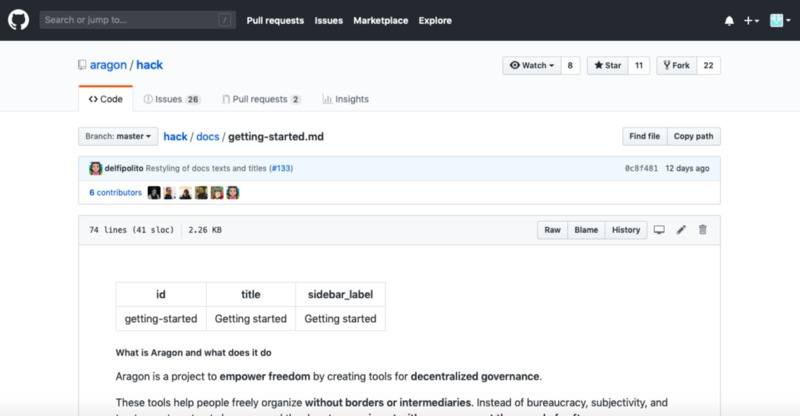 Search or jump to... / Pull requests Issues Marketplace Explore
aragon / hack Watch 8 Star 11 Fork 22
Code Issues 26 Pull requests 2 Insights
Branch: master hack / docs / getting-started.md Find file Copy path
delfipolito Restyling of docs texts and titles (#133) 0c8f481 12 days ago
6 contributors
74 lines (41 sloc) 2.26 KB Raw Blame History
id title sidebar_label
getting-started Getting started Getting started
What is Aragon and what does it do
Aragon is a project to empower freedom by creating tools for decentralized governance.
These tools help people freely organize without borders or intermediaries. Instead of bureaucracy, subjectivity, and